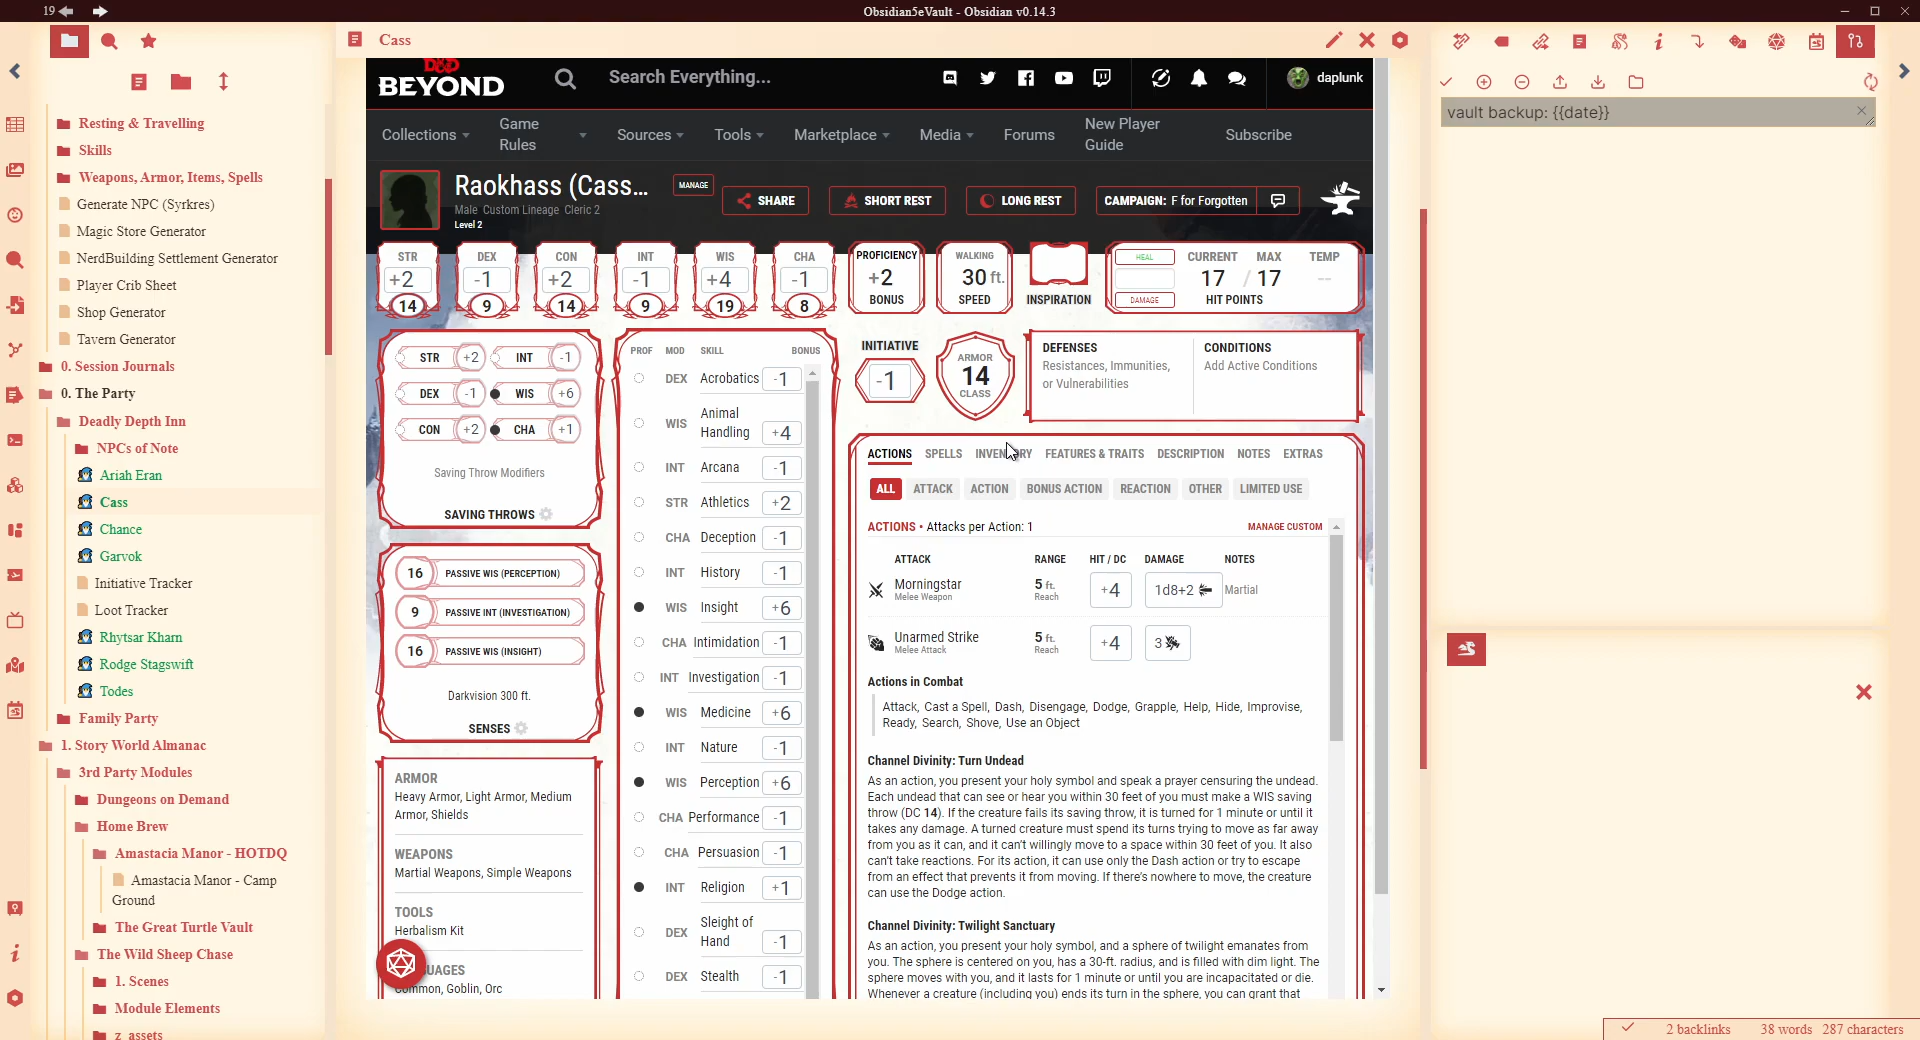 19
Obsidian5eVault - Obsidian v0.14.3
Resting & Travelling
Skills
Weapons, Armor, Items, Spells
Generate NPC (Syrkres)
Magic Store Generator
NerdBuilding Settlement Generator
Player Crib Sheet
Shop Generator
Tavern Generator
0. Session Journals
0. The Party
Deadly Depth Inn
NPCs of Note
Ariah Eran
Cass
Chance
Garvok
Initiative Tracker
Loot Tracker
Rhytsar Kharn
Rodge Stagswift
Todes
Family Party
1. Story World Almanac
3rd Party Modules
Dungeons on Demand
Home Brew
Amastacia Manor - HOTDQ
Amastacia Manor - Camp
Ground
The Great Turtle Vault
The Wild Sheep Chase
1. Scenes
Module Elements
z_assets
Cass
D&D
BEYOND
Search Everything...
daplunk
Collections
Game
Rules
Sources
Tools
Marketplace
Media
Forums
New Player
Guide
Subscribe
Raokhass (Cass...
MANAGE
Male Custom Lineage Cleric 2
Level 2
SHARE
SHORT REST
LONG REST
CAMPAIGN: F for Forgotten
STR
+2
14
DEX
-1
9
CON
+2
14
INT
-1
9
WIS
+4
19
CHA
-1
8
PROFICIENCY
+2
BONUS
WALKING
30 ft.
SPEED
INSPIRATION
HEAL
DAMAGE
CURRENT MAX TEMP
17 / 17 --
HIT POINTS
STR +2 INT -1
DEX -1 WIS +6
CON +2 CHA +1
Saving Throw Modifiers
SAVING THROWS
16 PASSIVE WIS (PERCEPTION)
9 PASSIVE INT (INVESTIGATION)
16 PASSIVE WIS (INSIGHT)
Darkvision 300 ft.
SENSES
ARMOR
Heavy Armor, Light Armor, Medium
Armor, Shields
WEAPONS
Martial Weapons, Simple Weapons
TOOLS
Herbalism Kit
UAGES
Common, Goblin, Orc
PROF MOD SKILL BONUS
DEX Acrobatics -1
WIS Animal
Handling +4
INT Arcana -1
STR Athletics +2
CHA Deception -1
INT History -1
WIS Insight +6
CHA Intimidation -1
INT Investigation -1
WIS Medicine +6
INT Nature -1
WIS Perception +6
CHA Performance -1
CHA Persuasion -1
INT Religion +1
DEX Sleight of
Hand -1
DEX Stealth -1
INITIATIVE
-1
ARMOR
14
CLASS
DEFENSES
Resistances, Immunities,
or Vulnerabilities
CONDITIONS
Add Active Conditions
ACTIONS SPELLS INVENTORY FEATURES & TRAITS DESCRIPTION NOTES EXTRAS
ALL ATTACK ACTION BONUS ACTION REACTION OTHER LIMITED USE
ACTIONS • Attacks per Action: 1
MANAGE CUSTOM
ATTACK RANGE HIT / DC DAMAGE NOTES
Morningstar 5 ft. +4 1d8+2 Martial
Melee Weapon Reach
Unarmed Strike 5 ft. +4 3
Melee Attack Reach
Actions in Combat
Attack, Cast a Spell, Dash, Disengage, Dodge, Grapple, Help, Hide, Improvise,
Ready, Search, Shove, Use an Object
Channel Divinity: Turn Undead
As an action, you present your holy symbol and speak a prayer censuring the undead.
Each undead that can see or hear you within 30 feet of you must make a WIS saving
throw (DC 14). If the creature fails its saving throw, it is turned for 1 minute or until it
takes any damage. A turned creature must spend its turns trying to move as far away
from you as it can, and it can't willingly move to a space within 30 feet of you. It also
can't take reactions. For its action, it can use only the Dash action or try to escape
from an effect that prevents it from moving. If there's nowhere to move, the creature
can use the Dodge action.
Channel Divinity: Twilight Sanctuary
As an action, you present your holy symbol, and a sphere of twilight emanates from
you. The sphere is centered on you, has a 30-ft. radius, and is filled with dim light. The
sphere moves with you, and it lasts for 1 minute or until you are incapacitated or die.
Whenever a creature (including you) ends its turn in the sphere, you can grant that
vault backup: {{date}}
2 backlinks 38 words 287 characters